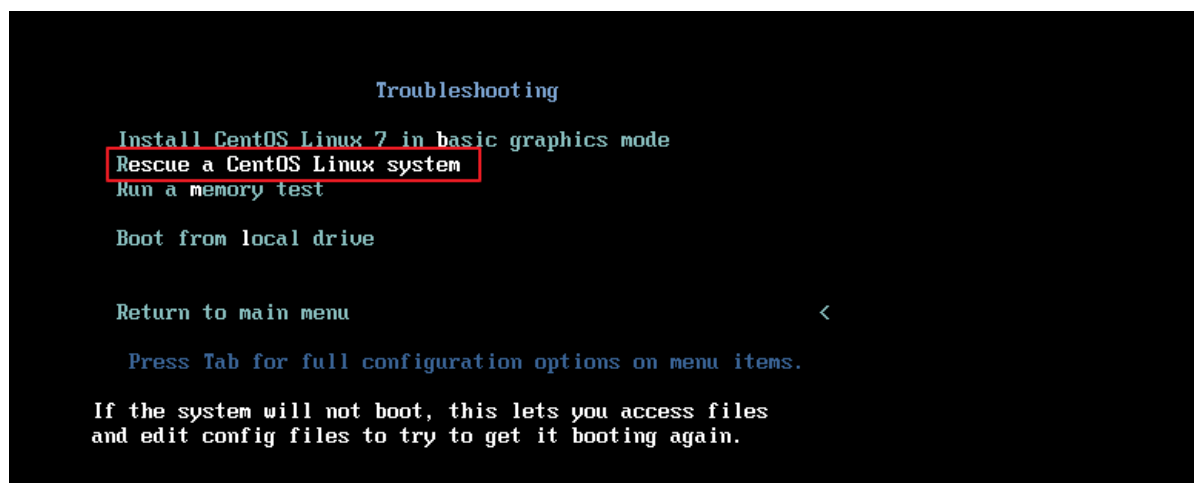 Troubleshooting
Install CentOS Linux 7 in basic graphics mode
Rescue a CentOS Linux system
Run a memory test
Boot from local drive
Return to main menu <
Press Tab for full configuration options on menu items.
If the system will not boot, this lets you access files
and edit config files to try to get it booting again.